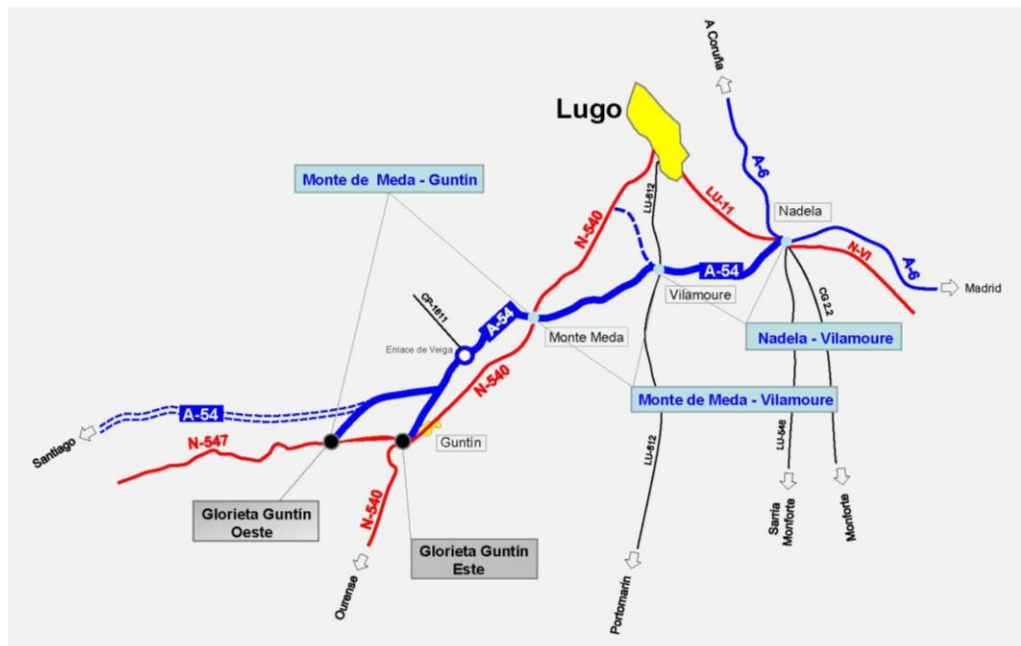 A Coruña
Lugo
A-6
Monte de Meda - Guntín
LU-612
LU-11
Nadela
N-540
N-VI
A-54
A-6
Madrid
Vilamoure
CG 2.2
CP-1611
A-54
Monte Meda
Enlace de Veiga
Nadela - Vilamoure
N-540
Monte de Meda - Vilamoure
A-54
Santiago
N-547
Guntín
LU-612
LU-546
N-540
Glorieta Guntín
Oeste
Sarria
Monforte
Monforte
Glorieta Guntín
Este
Ourense
Portomarín